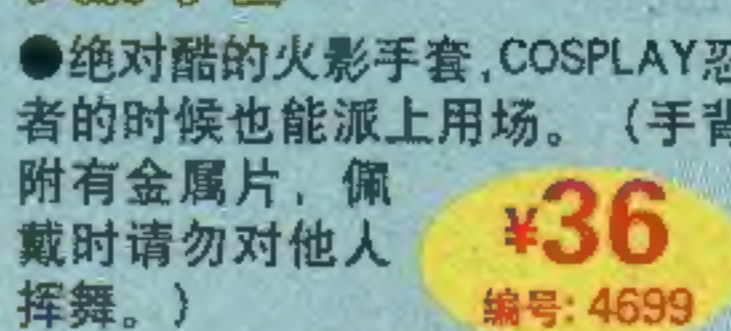 ●绝对酷的火影手套,COSPLAY忍
者的时候也能派上用场。（手背
附有金属片，佩
戴时请勿对他人
挥舞。）
¥36
编号: 4699